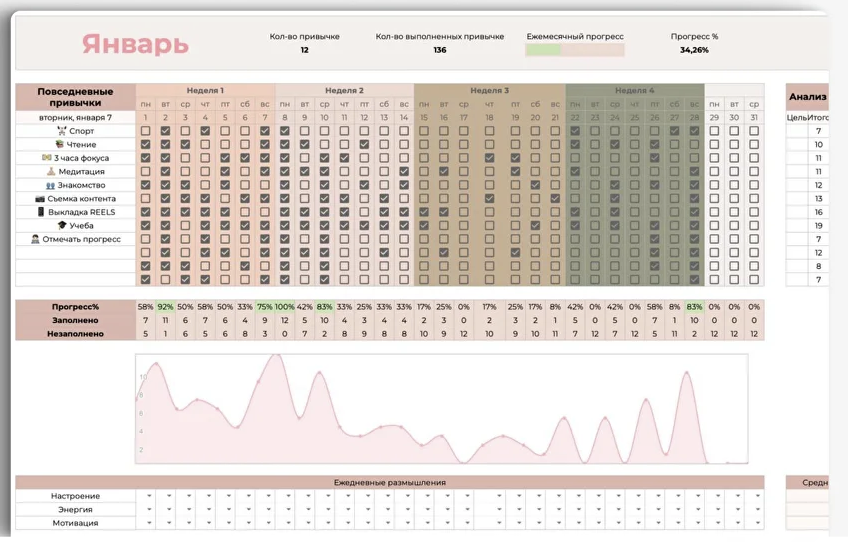 Январь
Кол-во привычке
12
Кол-во выполненных привычке
136
Ежемесячный прогресс
Прогресс %
34,26%
Повседневные привычки
Неделя 1 Неделя 2 Неделя 3 Неделя 4
пн вт ср чт пт сб вс пн вт ср чт пт сб вс пн вт ср чт пт сб вс пн вт ср чт пт сб вс пн вт ср
вторник, января 7 1 2 3 4 5 6 7 8 9 10 11 12 13 14 15 16 17 18 19 20 21 22 23 24 25 26 27 28 29 30 31
Анализ
Цель Итого
Спорт 7
Чтение 10
3 часа фокуса 11
Медитация 11
Знакомство 12
Съемка контента 13
Выкладка REELS 16
Учеба 19
Отмечать прогресс 7
12
8
7
Прогресс% 58% 92% 50% 58% 50% 33% 75% 100% 42% 83% 33% 25% 33% 33% 17% 25% 0% 17% 25% 17% 8% 42% 0% 42% 0% 58% 8% 83% 0% 0% 0%
Заполнено 7 11 6 7 6 4 9 12 5 10 4 3 4 4 2 3 0 2 3 2 1 5 0 5 0 7 1 10 0 0 0
Незаполнено 5 1 6 5 6 8 3 0 7 2 8 9 8 8 10 9 12 10 9 10 11 7 12 7 12 5 11 2 12 12 12
10
8
6
4
2
Ежедневные размышления
Средн
Настроение
Энергия
Мотивация